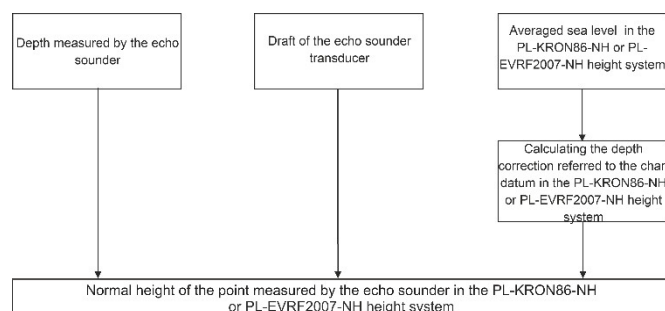 Depth measured by the echo
sounder
Draft of the echo sounder
transducer
Averaged sea level in the
PL-KRON86-NH or PL-
EVRF2007-NH height system
Calculating the depth
correction referred to the char
datum in the PL-KRON86-NH
or PL-EVRF2007-NH height
system
Normal height of the point measured by the echo sounder in the PL-KRON86-NH
or PL-EVRF2007-NH height system